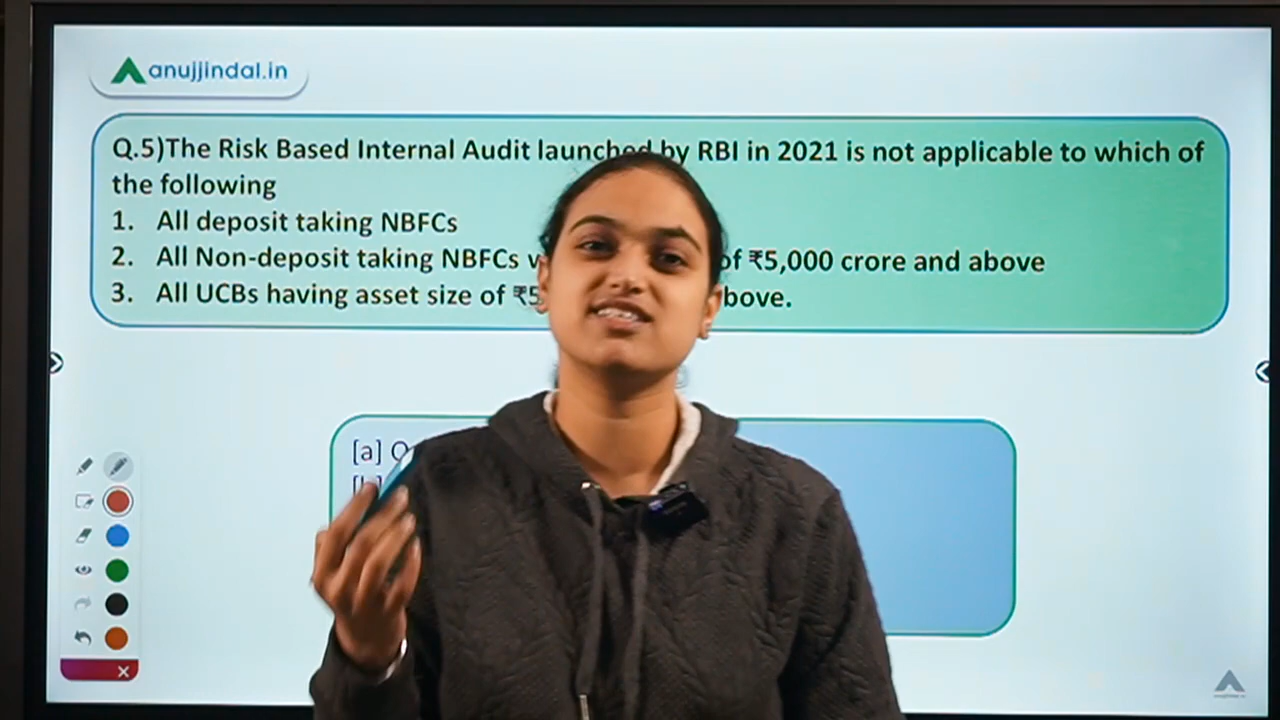 anujjindal.in
Q.5)The Risk Based Internal Audit launched by RBI in 2021 is not applicable to which of
the following
1. All deposit taking NBFCs
2. All Non-deposit taking NBFCs of ₹5,000 crore and above
3. All UCBs having asset size of
[a]